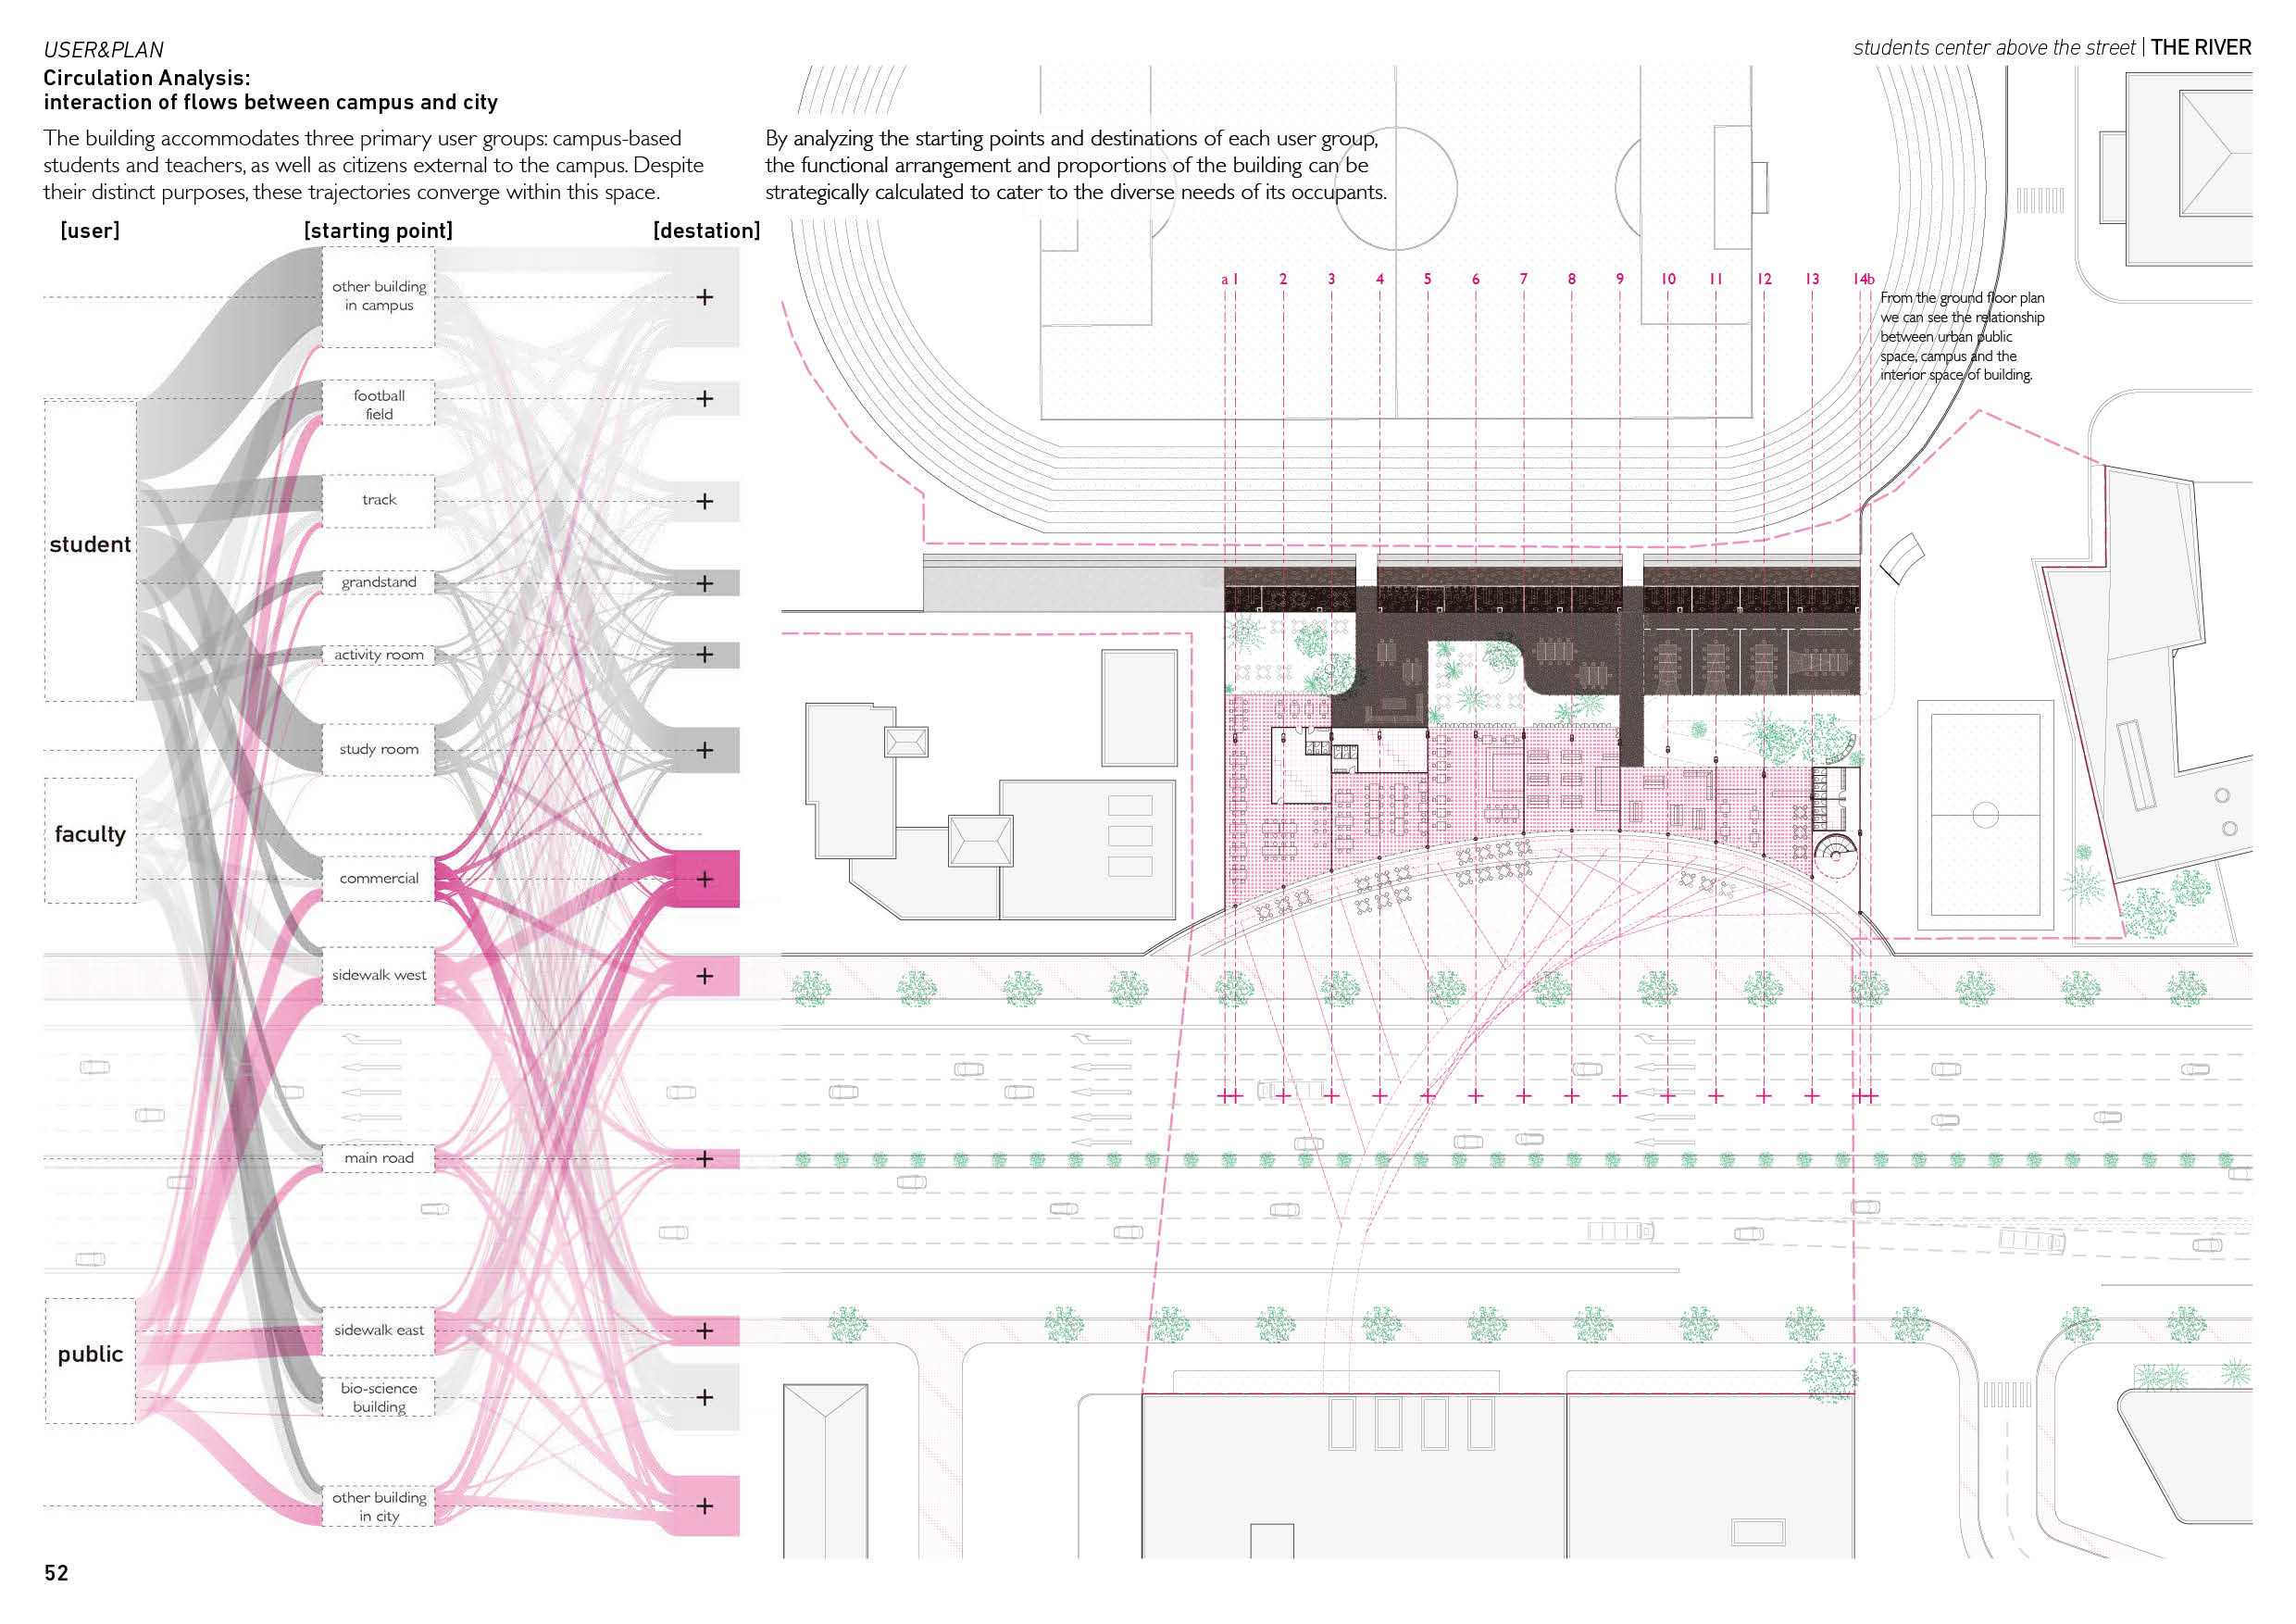 USER&PLAN
students center above the street | THE RIVER
Circulation Analysis:
interaction of flows between campus and city
The building accommodates three primary user groups: campus-based
students and teachers, as well as citizens external to the campus. Despite
their distinct purposes, these trajectories converge within this space.
By analyzing the starting points and destinations of each user group,
the functional arrangement and proportions of the building can be
strategically calculated to cater to the diverse needs of its occupants.
[user]
[starting point]
[destation]
other building
in campus
football
field
track
grandstand
activity room
study room
commercial
sidewalk west
main road
sidewalk east
bio-science
building
other building
in city
student
faculty
public
a 1 2 3 4 5 6 7 8 9 10 11 12 13 14 b
From the ground floor plan
we can see the relationship
between urban public
space, campus and the
interior space of building.
52